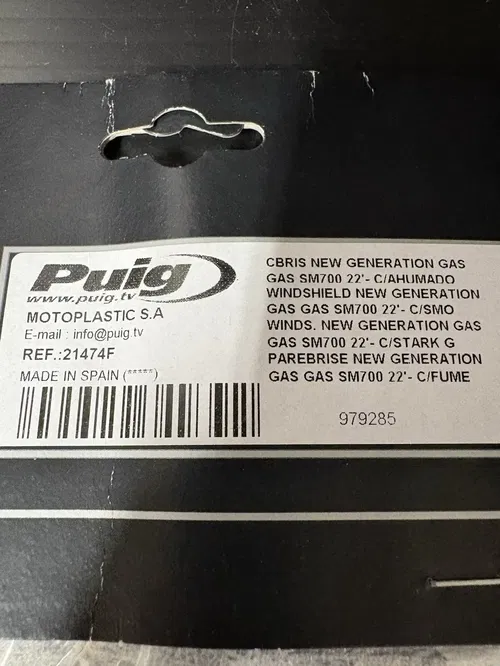 Puig
www.puig.tv
MOTOPLASTIC S.A
E-mail : info@puig.tv
REF.:21474F
MADE IN SPAIN (*****)
CBRIS NEW GENERATION GAS
GAS SM700 22'- C/AHUMADO
WINDSHIELD NEW GENERATION
GAS GAS SM700 22'- C/SMO
WINDS. NEW GENERATION GAS
GAS SM700 22'- C/STARK G
PAREBRISE NEW GENERATION
GAS GAS SM700 22'- C/FUME
979285